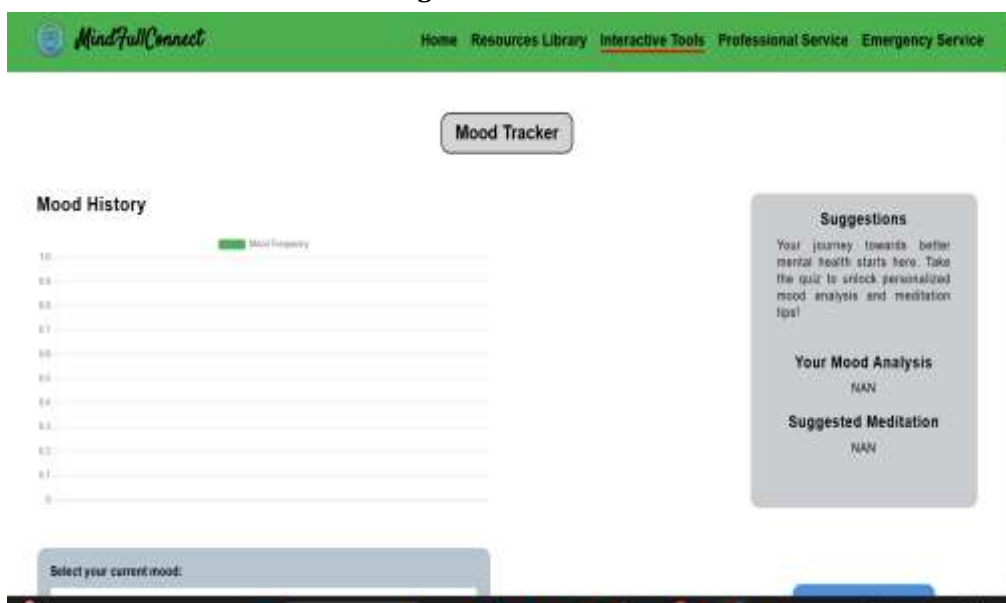 MindFullConnect
Home Resources Library Interactive Tools Professional Service Emergency Service
Mood Tracker
Mood History
Mood Frequency
1.0
0.9
0.8
0.7
0.6
0.5
0.4
0.3
0.2
0.1
0
Suggestions
Your journey towards better
mental health starts here. Take
the quiz to unlock personalized
mood analysis and meditation
tips!
Your Mood Analysis
NAN
Suggested Meditation
NAN
Select your current mood: